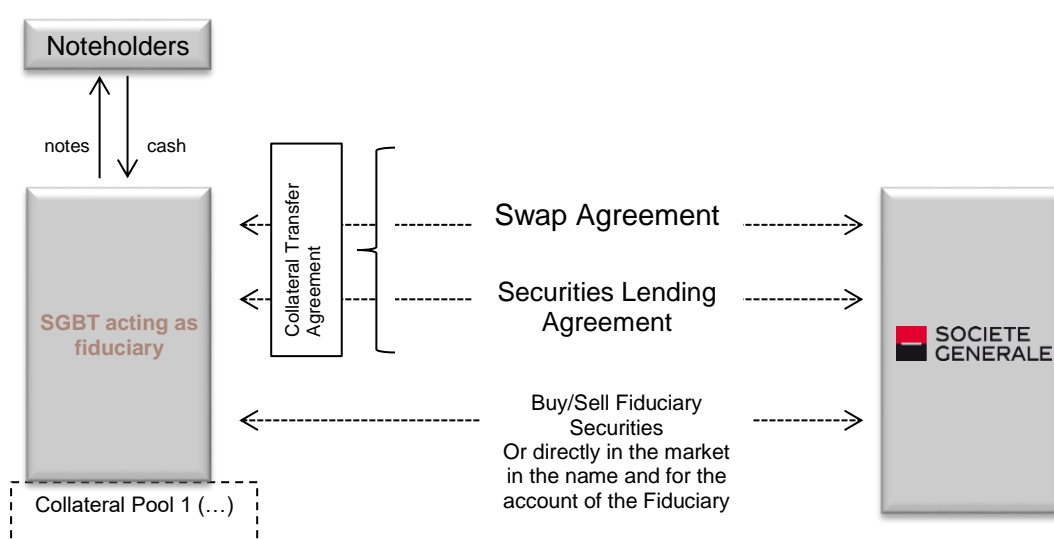 Noteholders
notes
cash
Collateral Transfer
Agreement
Swap Agreement
Securities Lending
Agreement
SGBT acting as
fiduciary
SOCIETE
GENERALE
Buy/Sell Fiduciary
Securities
Or directly in the market
in the name and for the
account of the Fiduciary
Collateral Pool 1 (…)